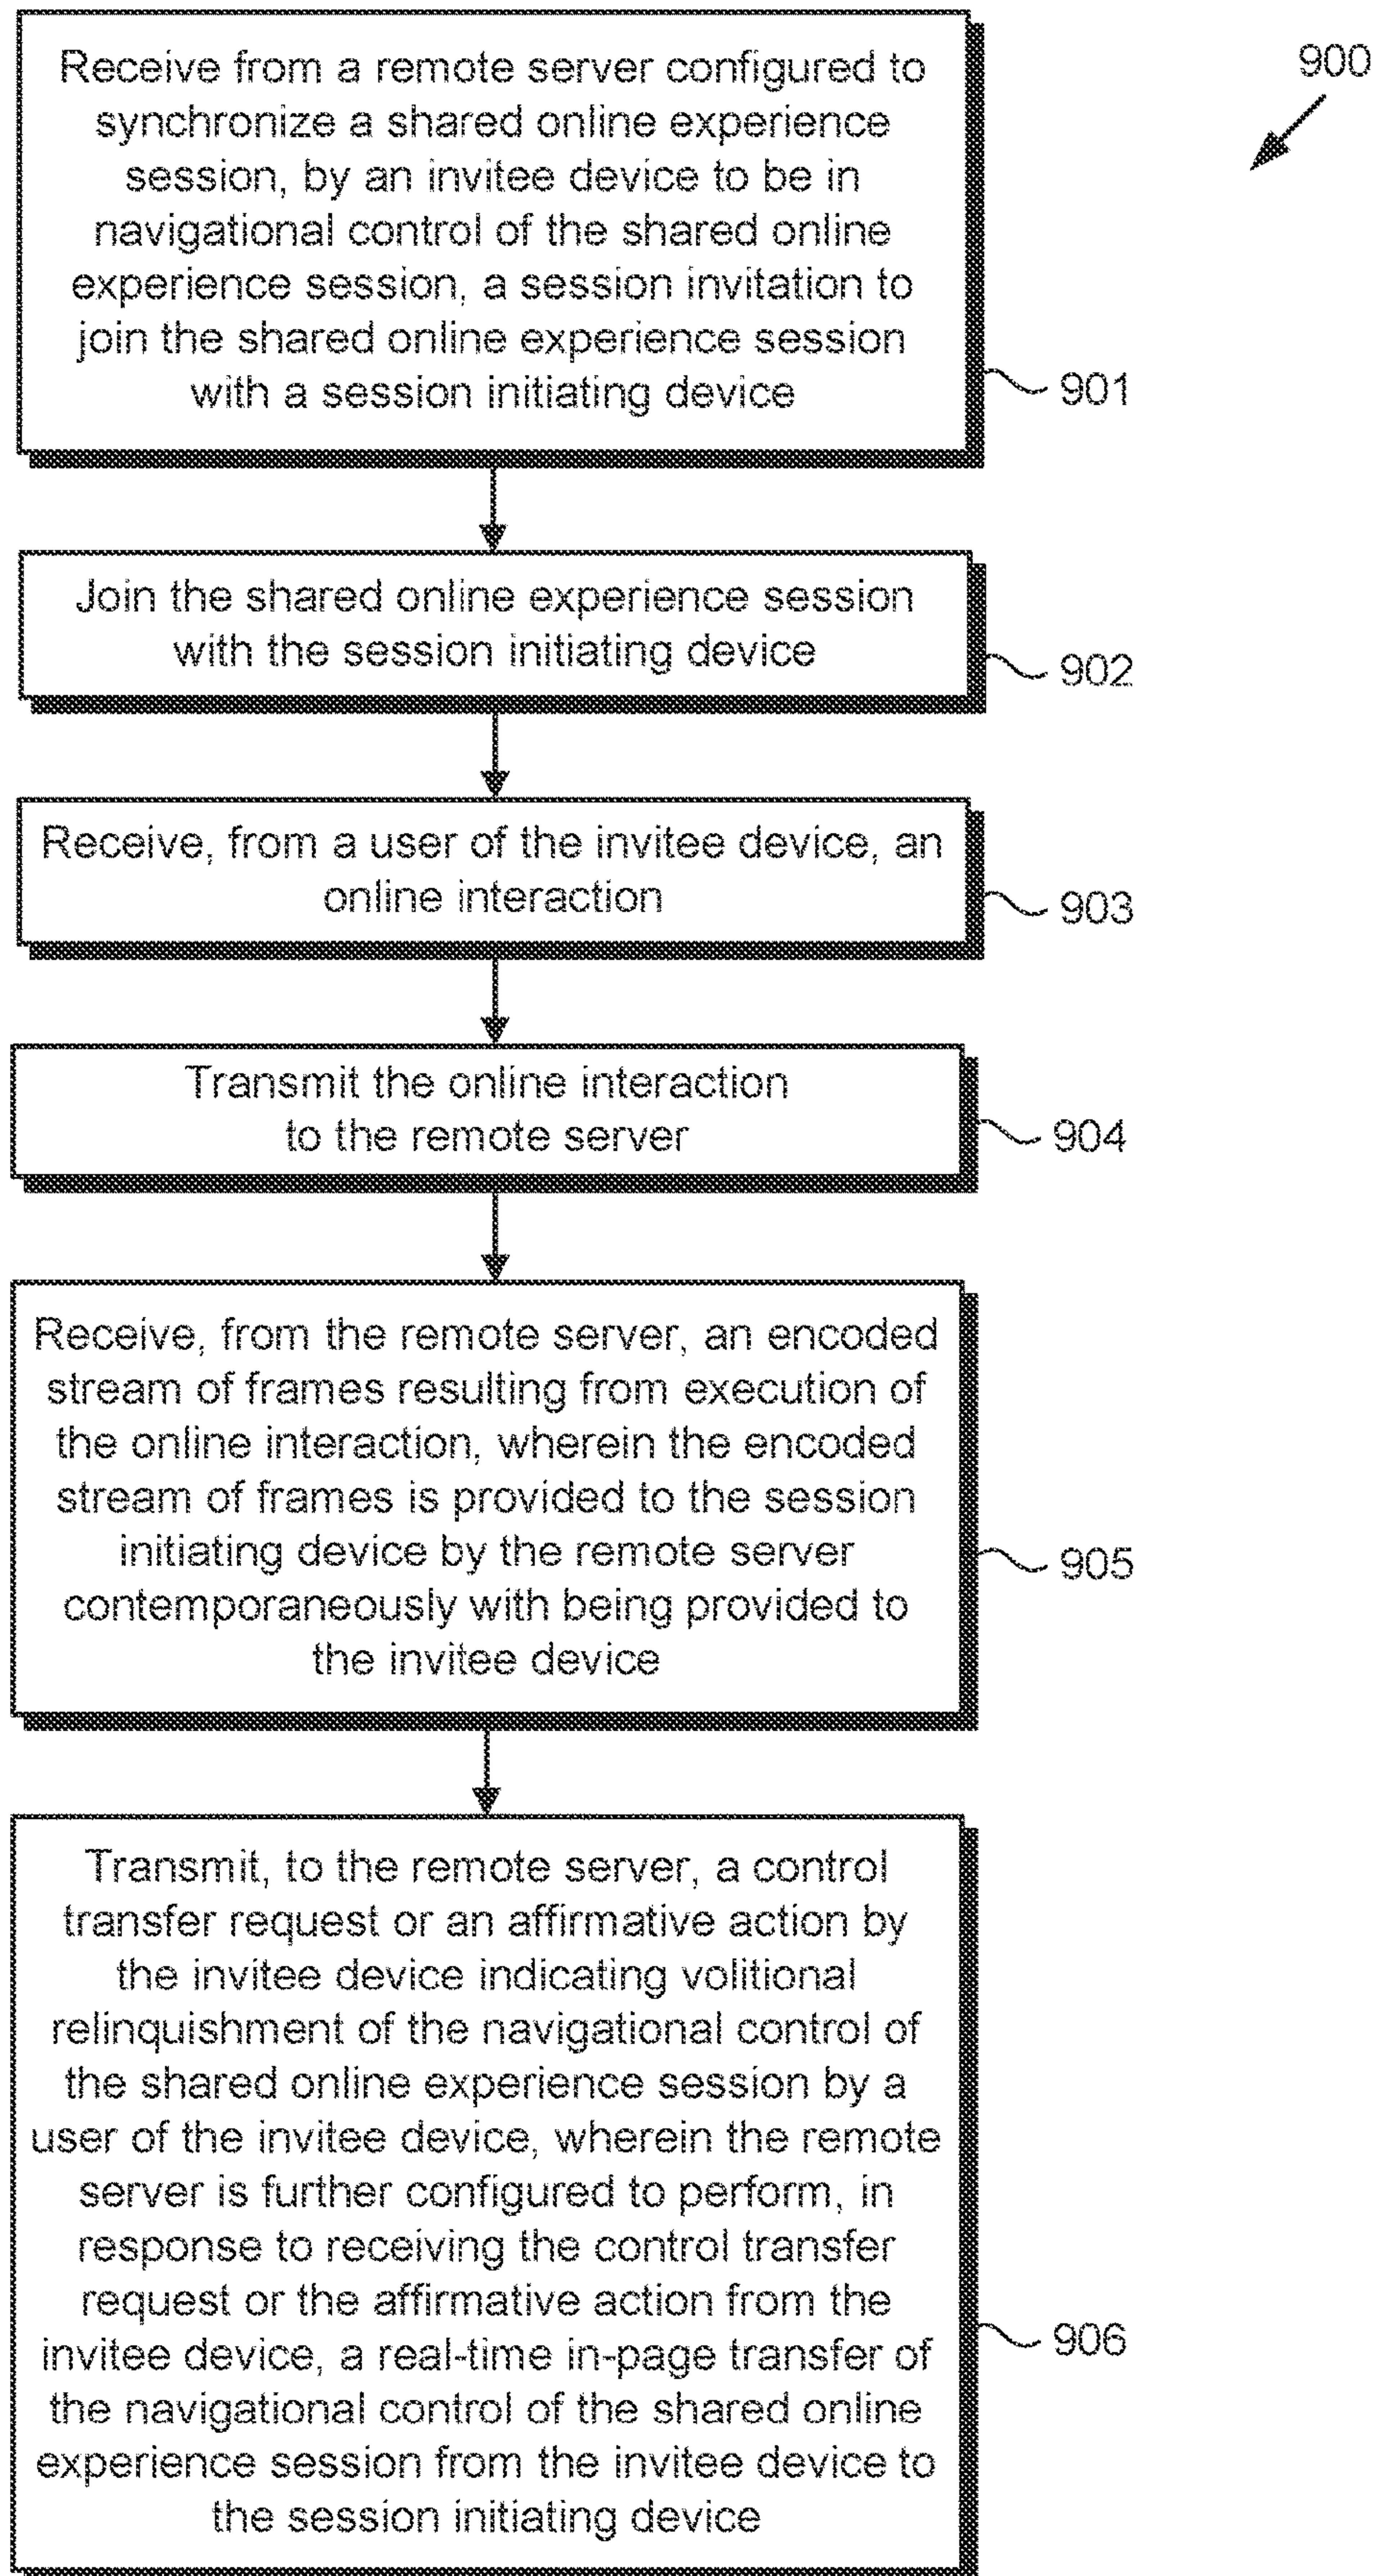 900
Receive from a remote server configured to
synchronize a shared online experience
session, by an invitee device to be in
navigational control of the shared online
experience session, a session invitation to
join the shared online experience session
with a session initiating device
901
Join the shared online experience session
with the session initiating device
902
Receive, from a user of the invitee device, an
online interaction
903
Transmit the online interaction
to the remote server
904
Receive, from the remote server, an encoded
stream of frames resulting from execution of
the online interaction, wherein the encoded
stream of frames is provided to the session
initiating device by the remote server
contemporaneously with being provided to
the invitee device
905
Transmit, to the remote server, a control
transfer request or an affirmative action by
the invitee device indicating volitional
relinquishment of the navigational control of
the shared online experience session by a
user of the invitee device, wherein the remote
server is further configured to perform, in
response to receiving the control transfer
request or the affirmative action from the
invitee device, a real-time in-page transfer of
the navigational control of the shared online
experience session from the invitee device to
the session initiating device
906